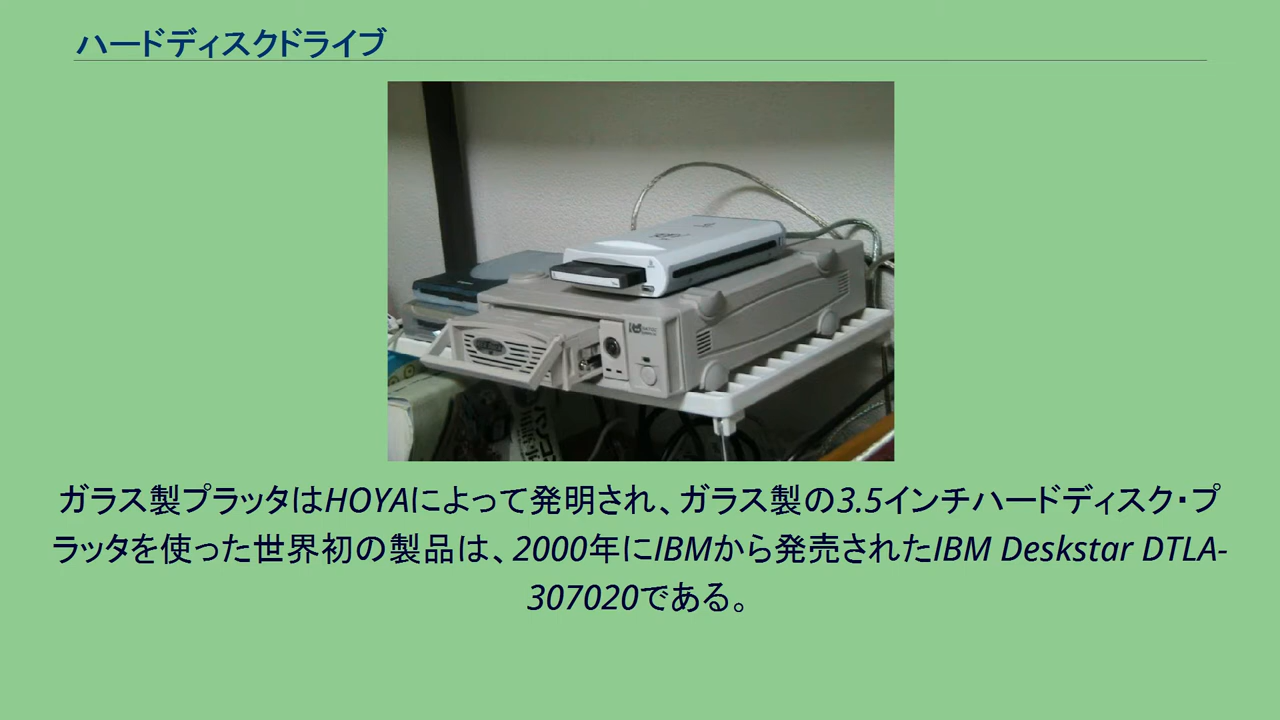 ハードディスクドライブ
ガラス製プラッタはHOYAによって発明され、ガラス製の3.5インチハードディスク・プ
ラッタを使った世界初の製品は、2000年にIBMから発売されたIBM Deskstar DTLA-
307020である。